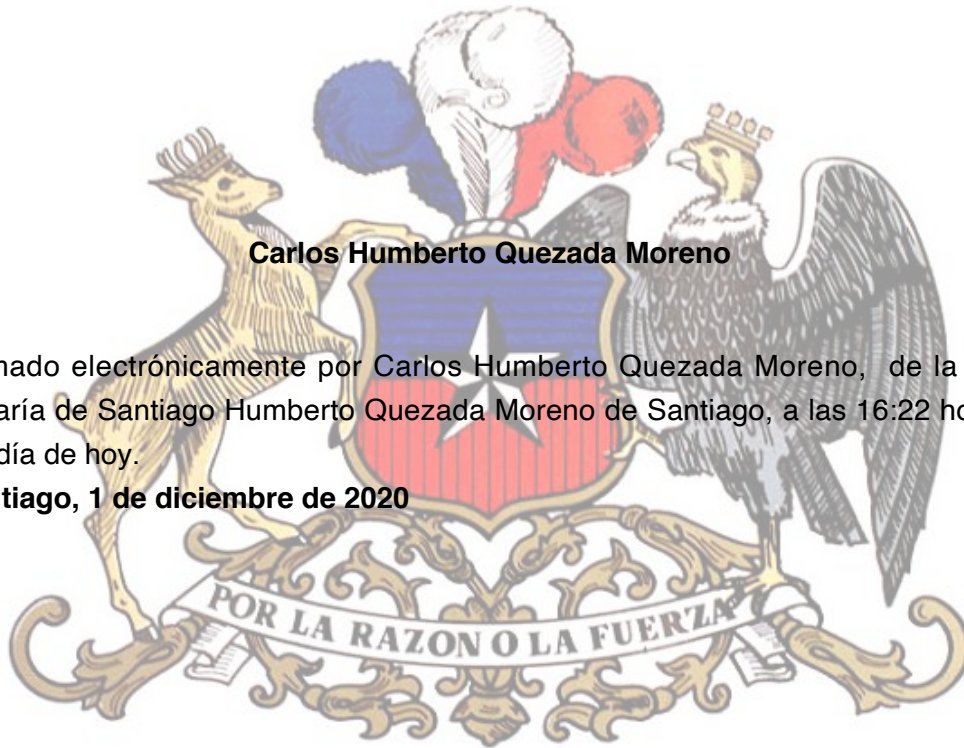 Carlos Humberto Quezada Moreno
mado electrónicamente por Carlos Humberto Quezada Moreno, de la
aría de Santiago Humberto Quezada Moreno de Santiago, a las 16:22 ho
día de hoy.
tiago, 1 de diciembre de 2020
POR LA RAZON O LA FUERZA